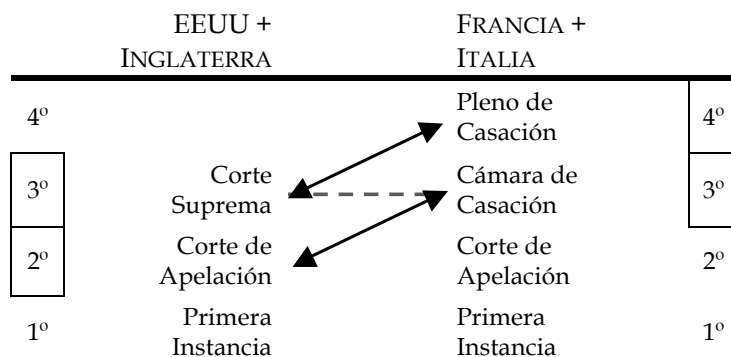 EEUU + FRANCIA +
INGLATERRA ITALIA
4º Pleno de Casación 4º
3º Corte Suprema Cámara de Casación 3º
2º Corte de Apelación Corte de Apelación 2º
1º Primera Instancia Primera Instancia 1º